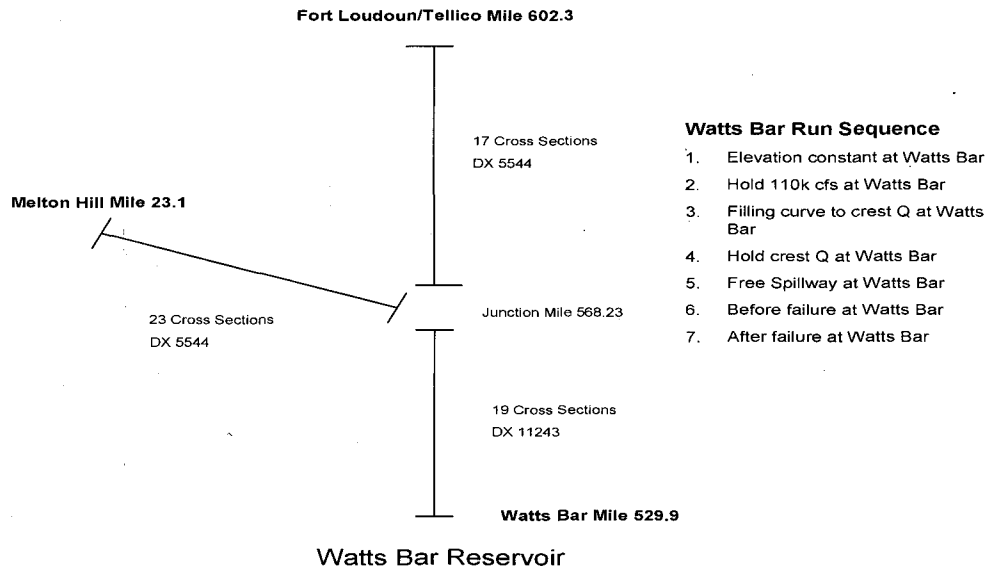 Fort Loudoun/Tellico Mile 602.3
17 Cross Sections
DX 5544
Melton Hill Mile 23.1
23 Cross Sections
DX 5544
Junction Mile 568.23
19 Cross Sections
DX 11243
Watts Bar Mile 529.9
Watts Bar Reservoir
Watts Bar Run Sequence
1. Elevation constant at Watts Bar
2. Hold 110k cfs at Watts Bar
3. Filling curve to crest Q at Watts
Bar
4. Hold crest Q at Watts Bar
5. Free Spillway at Watts Bar
6. Before failure at Watts Bar
7. After failure at Watts Bar